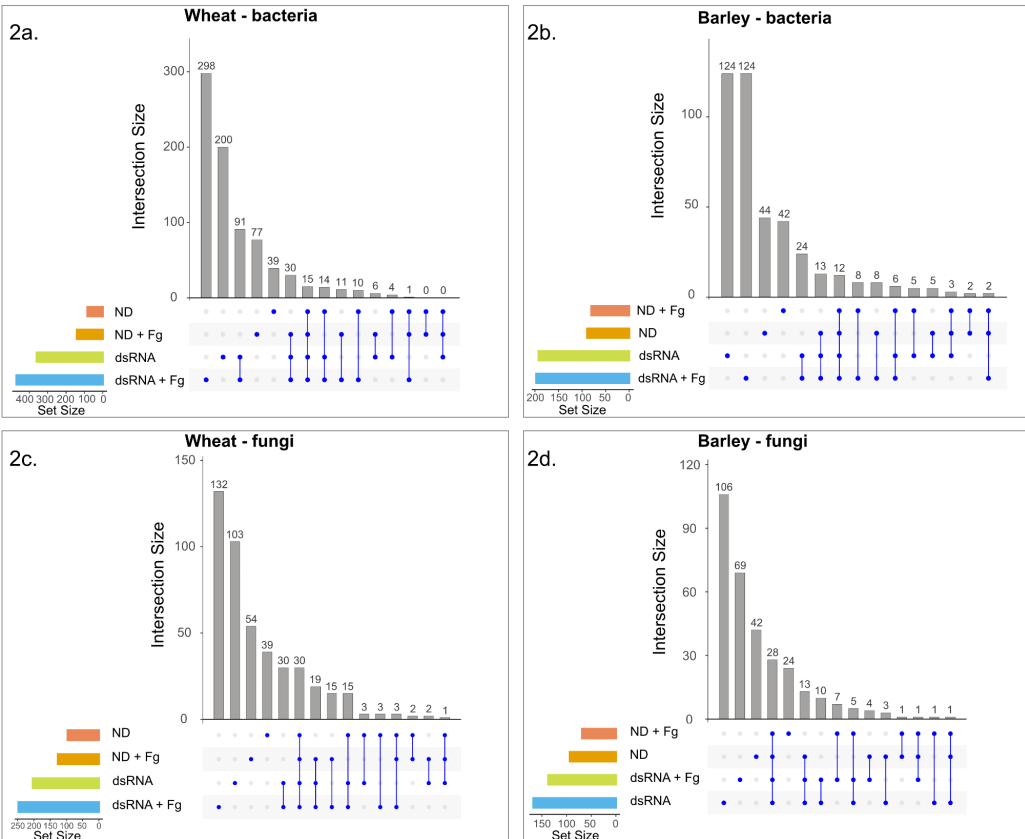 Wheat - bacteria
2a.
Intersection Size
300
200
100
0
298
200
91
77
39
30
15
14
11
10
6
4
1
0
0
ND
ND + Fg
dsRNA
dsRNA + Fg
400 300 200 100 0
Set Size
Barley - bacteria
2b.
Intersection Size
100
50
0
124
124
44
42
24
13
12
8
8
6
5
5
3
2
2
ND + Fg
ND
dsRNA
dsRNA + Fg
200 150 100 50 0
Set Size
Wheat - fungi
2c.
Intersection Size
150
100
50
0
132
103
54
39
30
30
19
15
15
3
3
3
2
2
1
ND
ND + Fg
dsRNA
dsRNA + Fg
250 200 150 100 50 0
Set Size
Barley - fungi
2d.
Intersection Size
120
90
60
30
0
106
69
42
28
24
13
10
7
5
4
3
1
1
1
1
ND + Fg
ND
dsRNA + Fg
dsRNA
150 100 50 0
Set Size